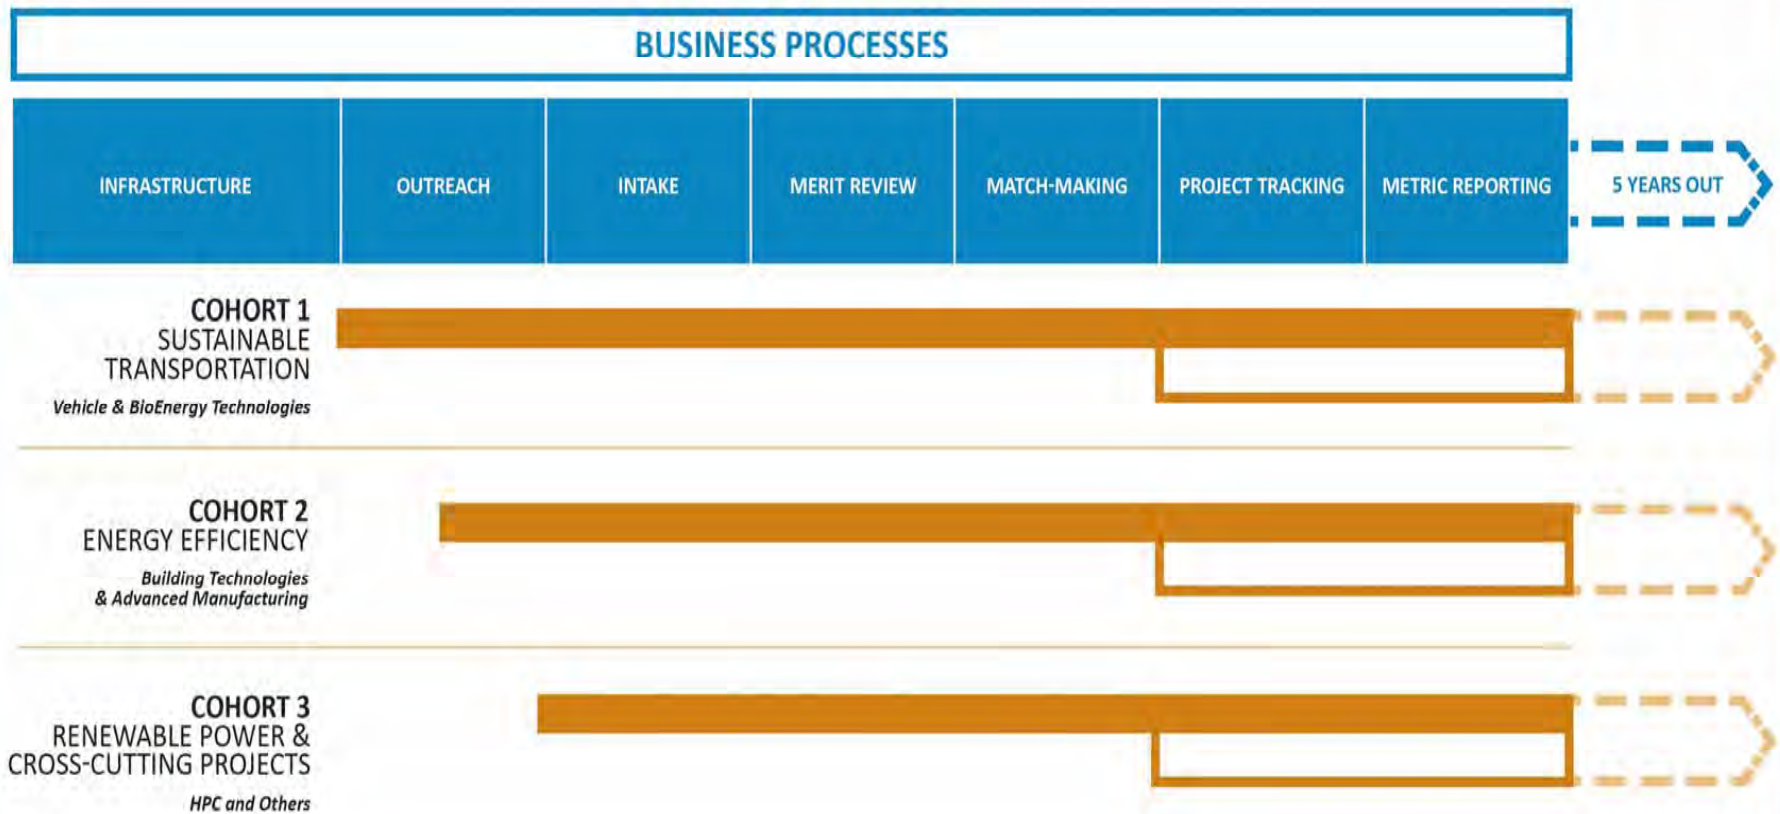 BUSINESS PROCESSES
INFRASTRUCTURE
OUTREACH
INTAKE
MERIT REVIEW
MATCH-MAKING
PROJECT TRACKING
METRIC REPORTING
5 YEARS OUT
COHORT 1
SUSTAINABLE
TRANSPORTATION
Vehicle & BioEnergy Technologies
COHORT 2
ENERGY EFFICIENCY
Building Technologies
& Advanced Manufacturing
COHORT 3
RENEWABLE POWER &
CROSS-CUTTING PROJECTS
HPC and Others